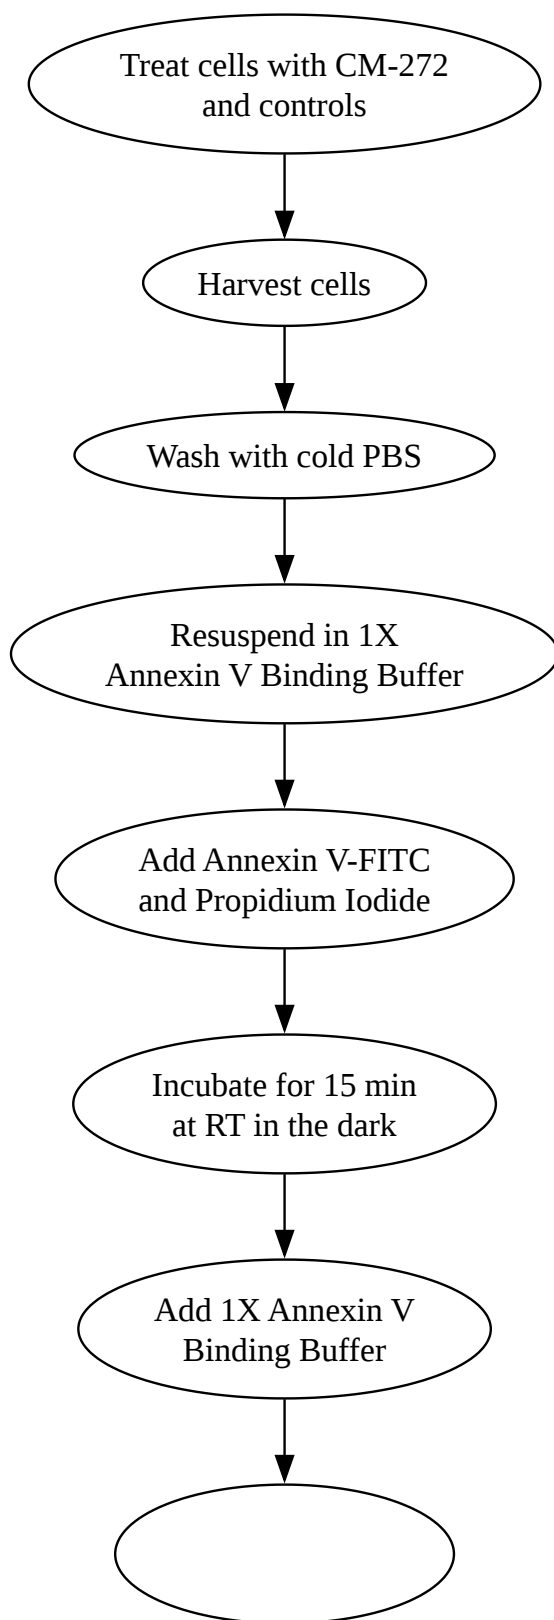 Treat cells with CM-272
and controls
Harvest cells
Wash with cold PBS
Resuspend in 1X
Annexin V Binding Buffer
Add Annexin V-FITC
and Propidium Iodide
Incubate for 15 min
at RT in the dark
Add 1X Annexin V
Binding Buffer